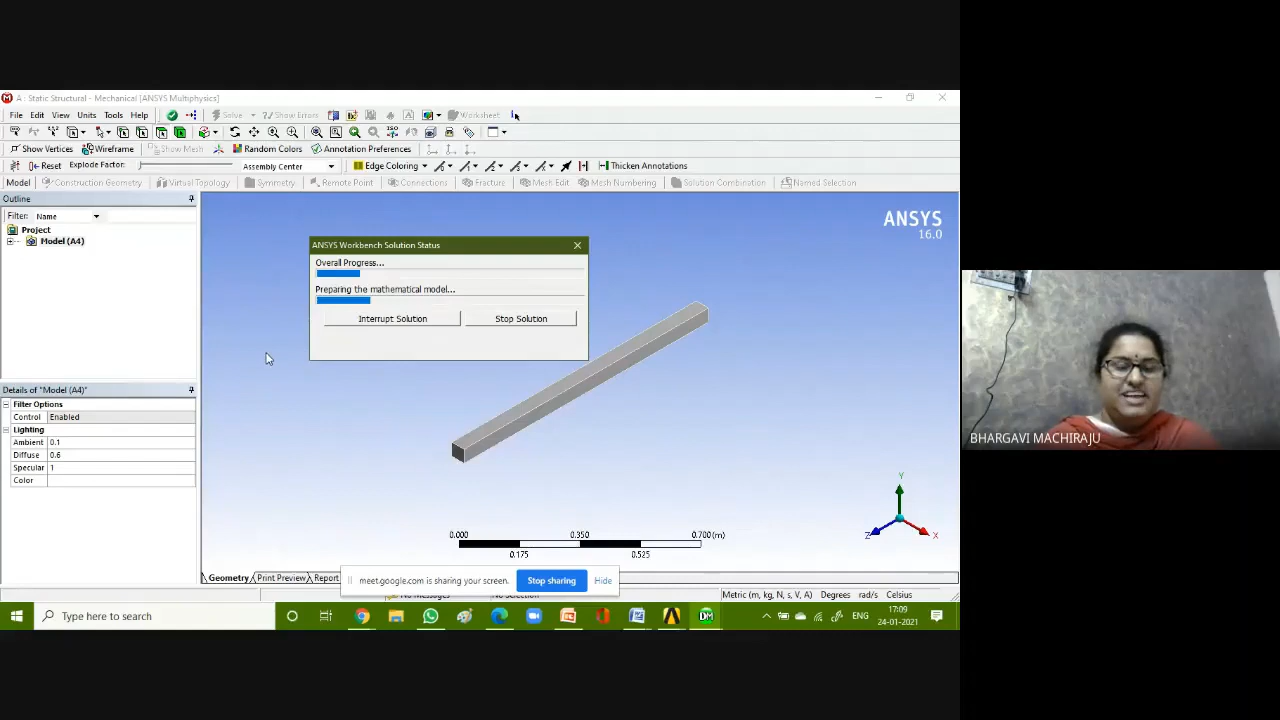 A : Static Structural - Mechanical [ANSYS Multiphysics]
File Edit View Units Tools Help Solve Show Errors Worksheet
Show Vertices Wireframe Show Mesh Random Colors Annotation Preferences
Reset Explode Factor: Assembly Center Edge Coloring Thicken Annotations
Model Construction Geometry Virtual Topology Symmetry Remote Point Connections Fracture Mesh Edit Mesh Numbering Solution Combination Named Selection
Outline
Filter: Name
Project
Model (A4)
Details of "Model (A4)"
Filter Options
Control Enabled
Lighting
Ambient 0.1
Diffuse 0.6
Specular 1
Color
ANSYS
16.0
ANSYS Workbench Solution Status
Overall Progress...
Preparing the mathematical model...
Interrupt Solution Stop Solution
0.000 0.350 0.700 (m)
0.175 0.525
Y
Z X
Geometry Print Preview Report
meet.google.com is sharing your screen. Stop sharing Hide
Metric (m, kg, N, s, V, A) Degrees rad/s Celsius
Type here to search
DM
ENG
17:09
24-01-2021
BHARGAVI MACHIRAJU